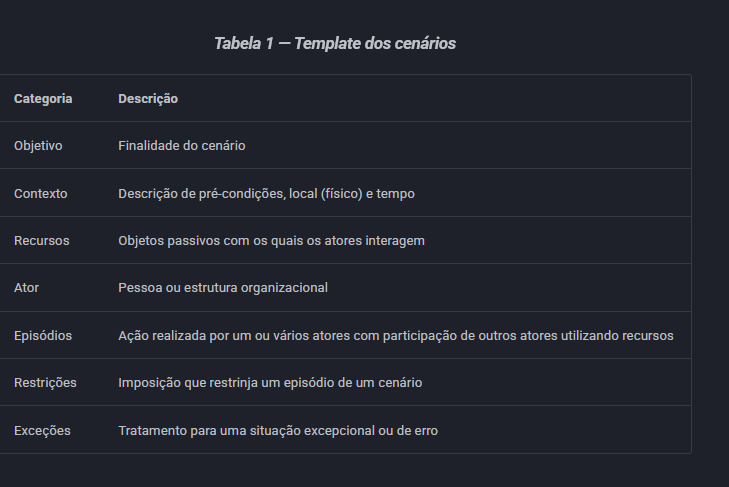 Tabela 1 — Template dos cenários
Categoria Descrição
Objetivo Finalidade do cenário
Contexto Descrição de pré-condições, local (físico) e tempo
Recursos Objetos passivos com os quais os atores interagem
Ator Pessoa ou estrutura organizacional
Episódios Ação realizada por um ou vários atores com participação de outros atores utilizando recursos
Restrições Imposição que restrinja um episódio de um cenário
Exceções Tratamento para uma situação excepcional ou de erro